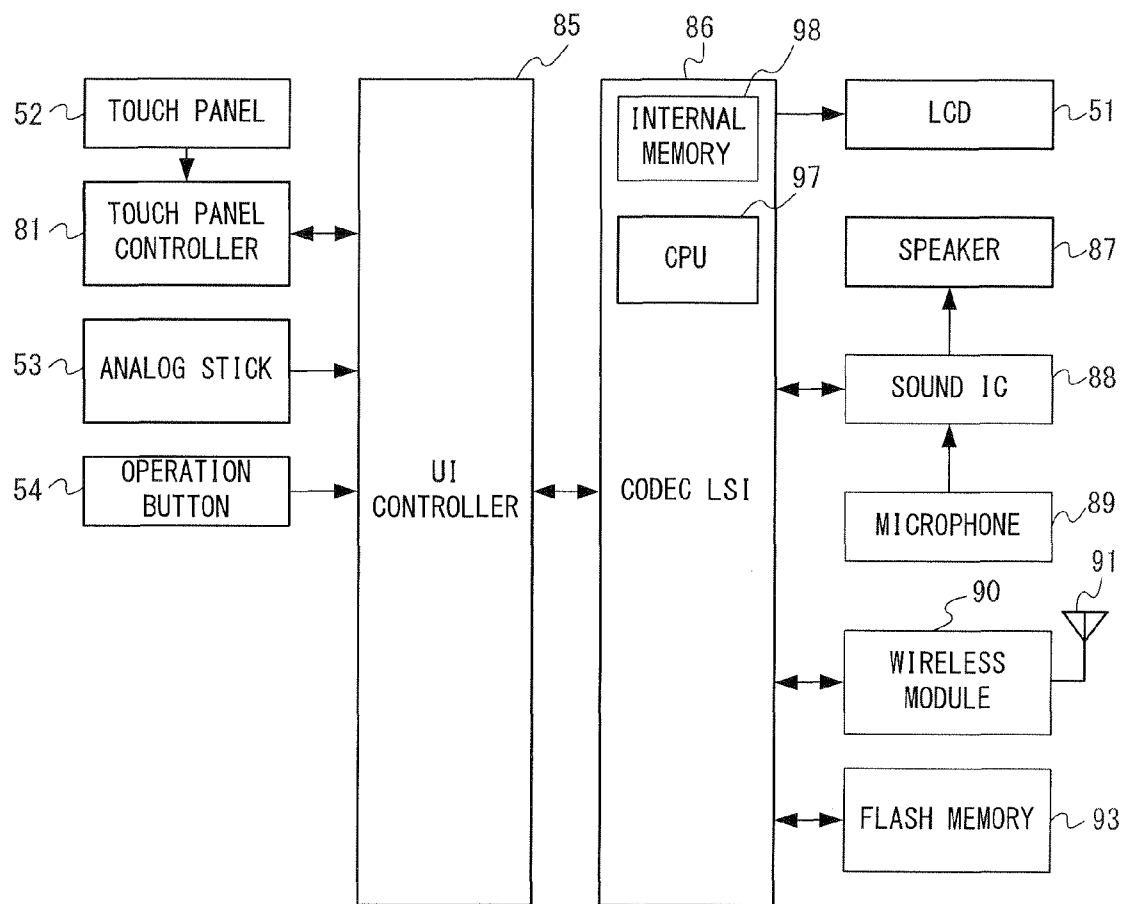 85
86
98
52
TOUCH PANEL
INTERNAL
MEMORY
LCD
51
81
TOUCH PANEL
CONTROLLER
97
CPU
SPEAKER
87
53
ANALOG STICK
SOUND IC
88
54
OPERATION
BUTTON
UI
CONTROLLER
CODEC LSI
MICROPHONE
89
90
91
WIRELESS
MODULE
FLASH MEMORY
93